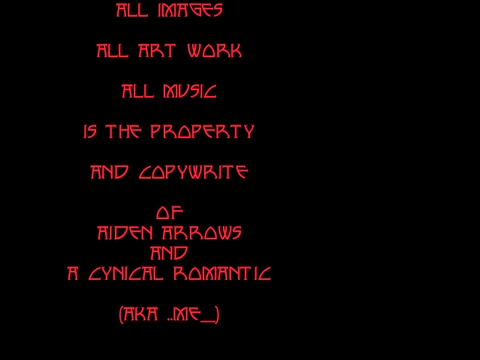 ALL IMAGES
ALL ART WORK
ALL MUSIC
IS THE PROPERTY
AND COPYWRITE
OF
AIDEN ARROWS
AND
A CYNICAL ROMANTIC
(AKA ..ME__)